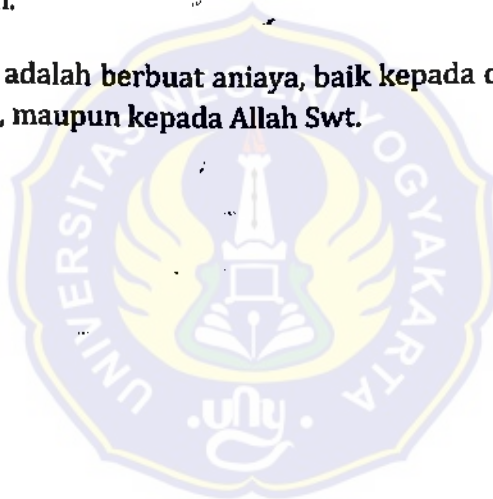 adalah berbuat aniaya, baik kepada
, maupun kepada Allah Swt.
UNIVERSITAS NEGERI YOGYAKARTA
uny